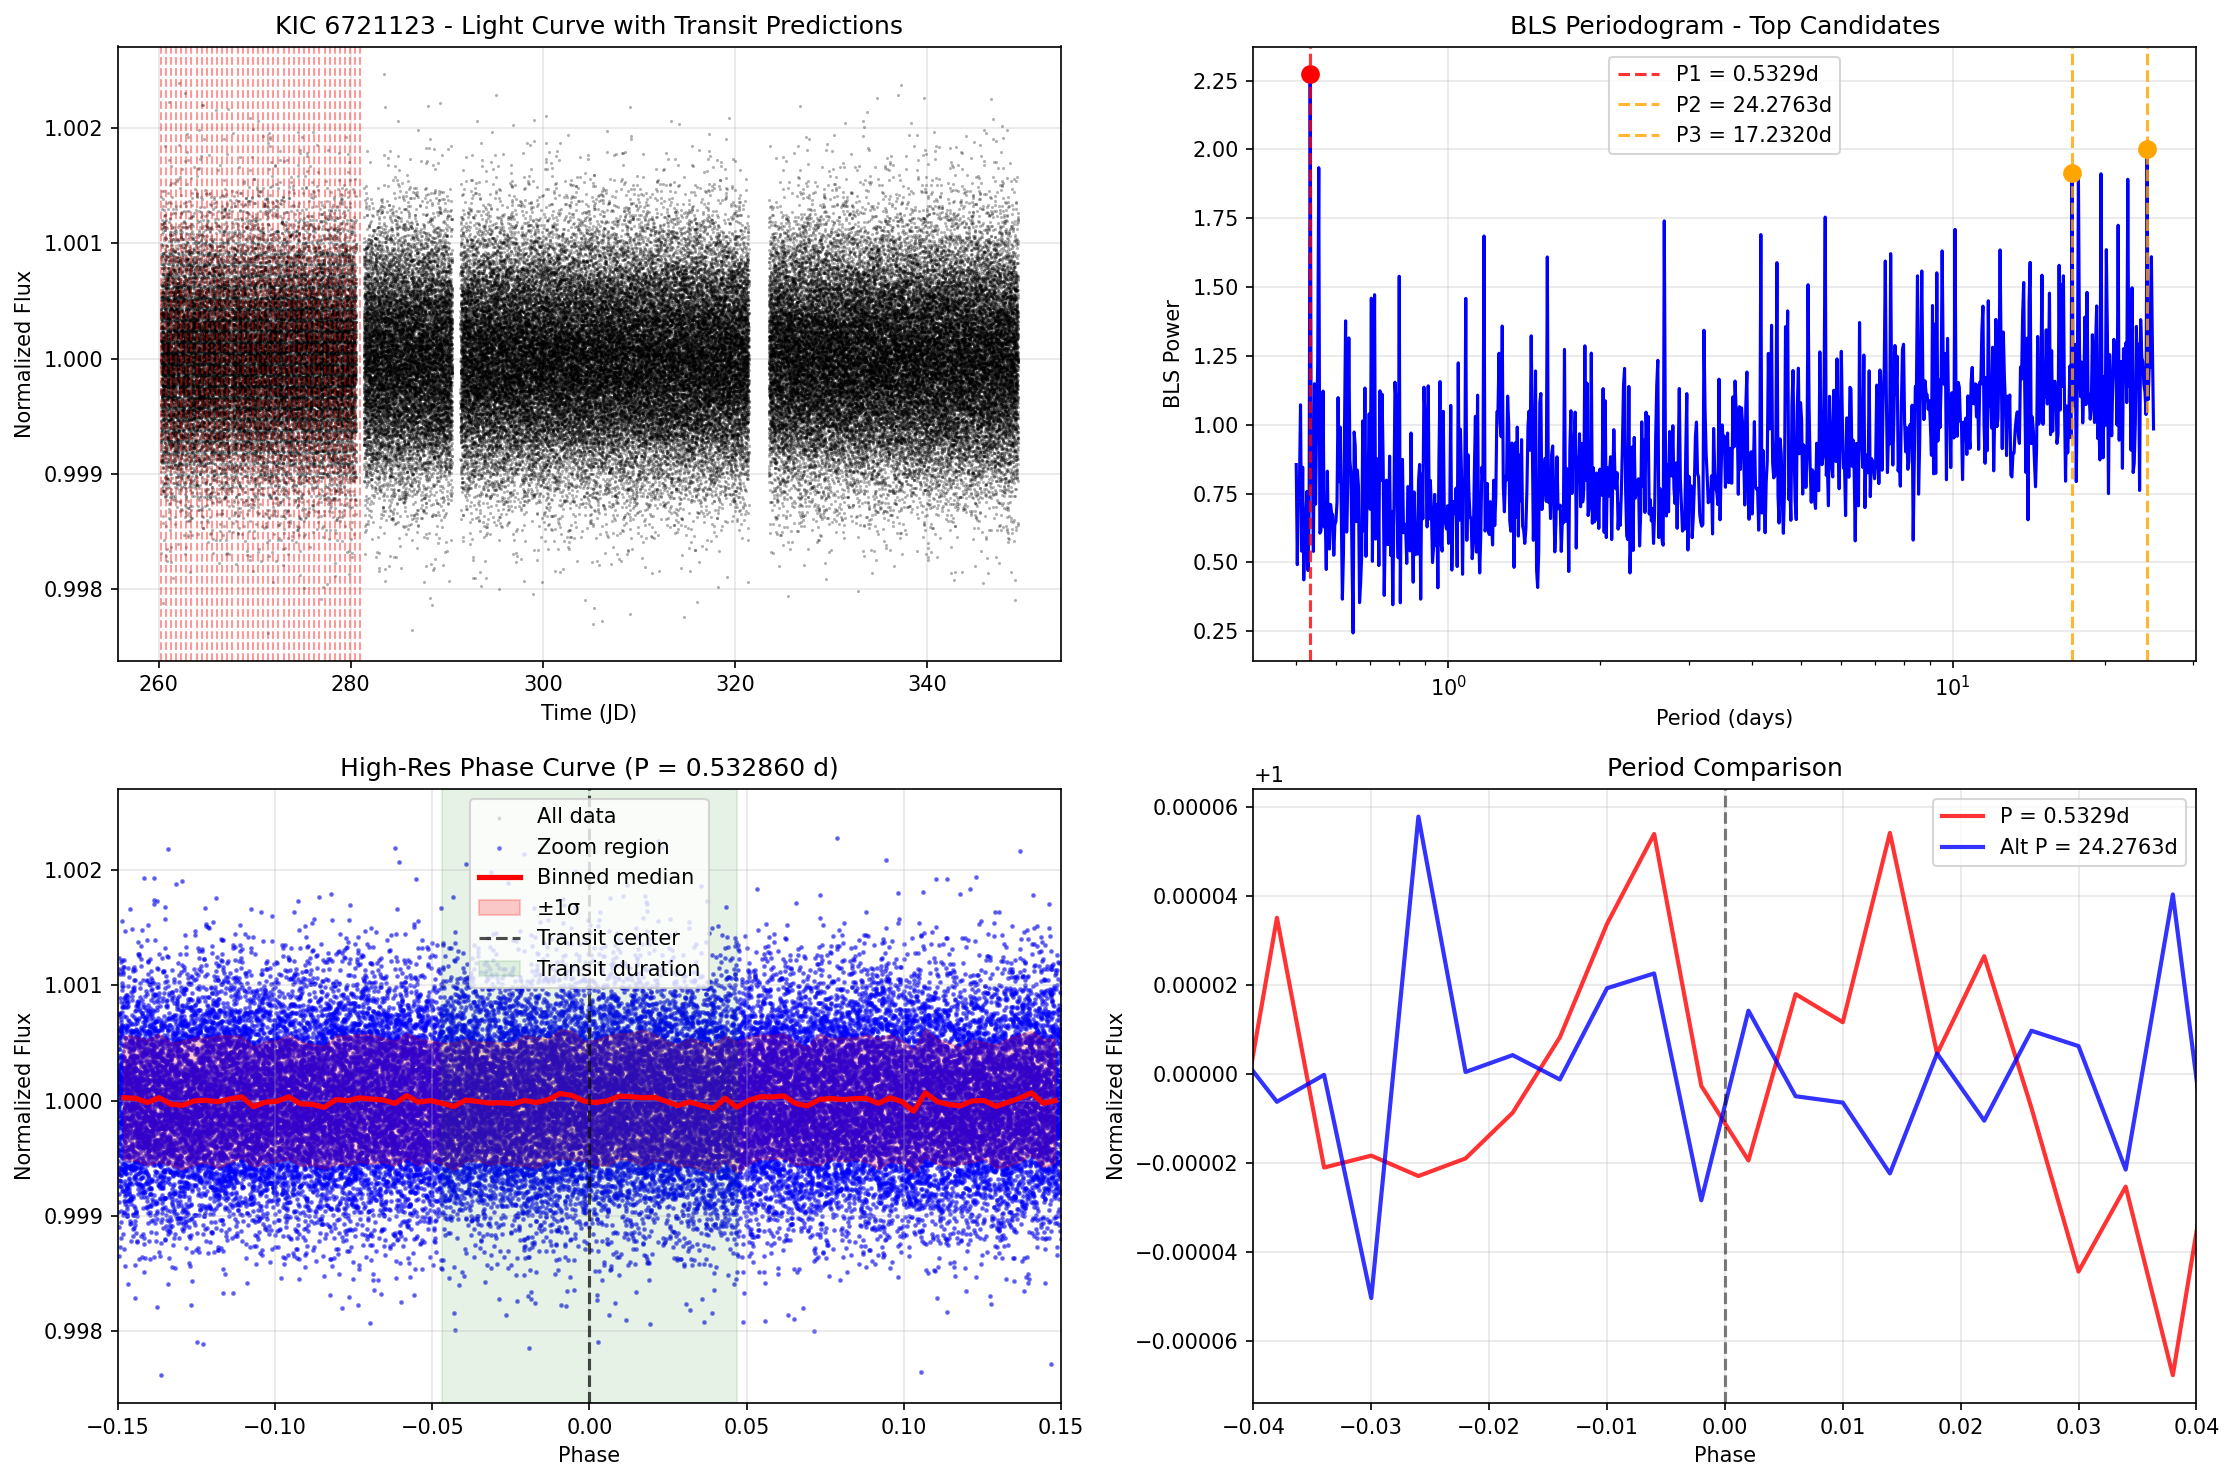 KIC 6721123 - Light Curve with Transit Predictions
Normalized Flux
1.002
1.001
1.000
0.999
0.998
260 280 300 320 340
Time (JD)
BLS Periodogram - Top Candidates
BLS Power
2.25
2.00
1.75
1.50
1.25
1.00
0.75
0.50
0.25
P1 = 0.5329d
P2 = 24.2763d
P3 = 17.2320d
10⁰ 10¹
Period (days)
High-Res Phase Curve (P = 0.532860 d)
Normalized Flux
1.002
1.001
1.000
0.999
0.998
All data
Zoom region
Binned median
±1σ
Transit center
Transit duration
−0.15 −0.10 −0.05 0.00 0.05 0.10 0.15
Phase
Period Comparison
+1
Normalized Flux
0.00006
0.00004
0.00002
0.00000
−0.00002
−0.00004
−0.00006
P = 0.5329d
Alt P = 24.2763d
−0.04 −0.03 −0.02 −0.01 0.00 0.01 0.02 0.03 0.04
Phase